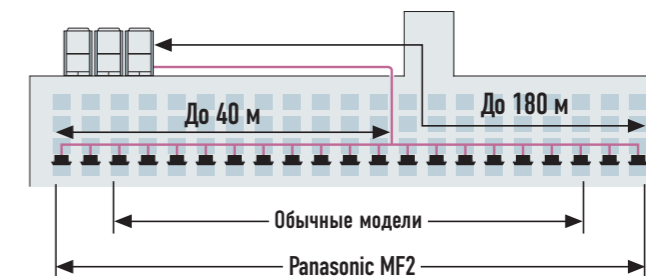 До 40 м
До 180 м
Обычные модели
Panasonic MF2